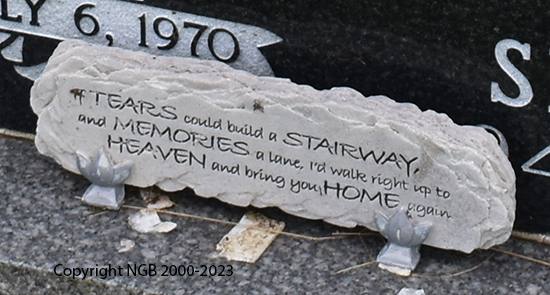 LY 6, 1970
S
If TEARS could build a STAIRWAY,
and MEMORIES a lane, I'd walk right up to
HEAVEN and bring you HOME again.
Copyright NGB 2000-2023